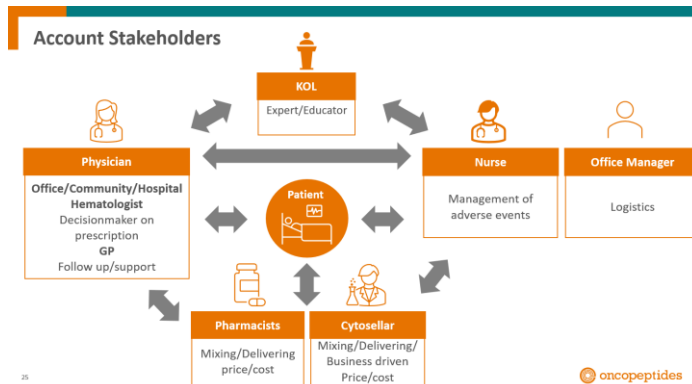 Account Stakeholders
KOL
Expert/Educator
Physician
Office/Community/Hospital
Hematologist
Decisionmaker on
prescription
GP
Follow up/support
Patient
Nurse
Management of
adverse events
Office Manager
Logistics
Pharmacists
Mixing/Delivering
price/cost
Cytosellar
Mixing/Delivering/
Business driven
Price/cost
25
oncopeptides